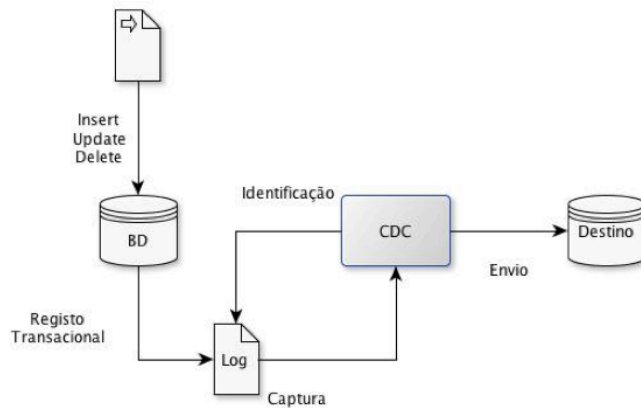 Insert
Update
Delete
Identificação
BD
CDC
Destino
Envio
Registo
Transacional
Log
Captura